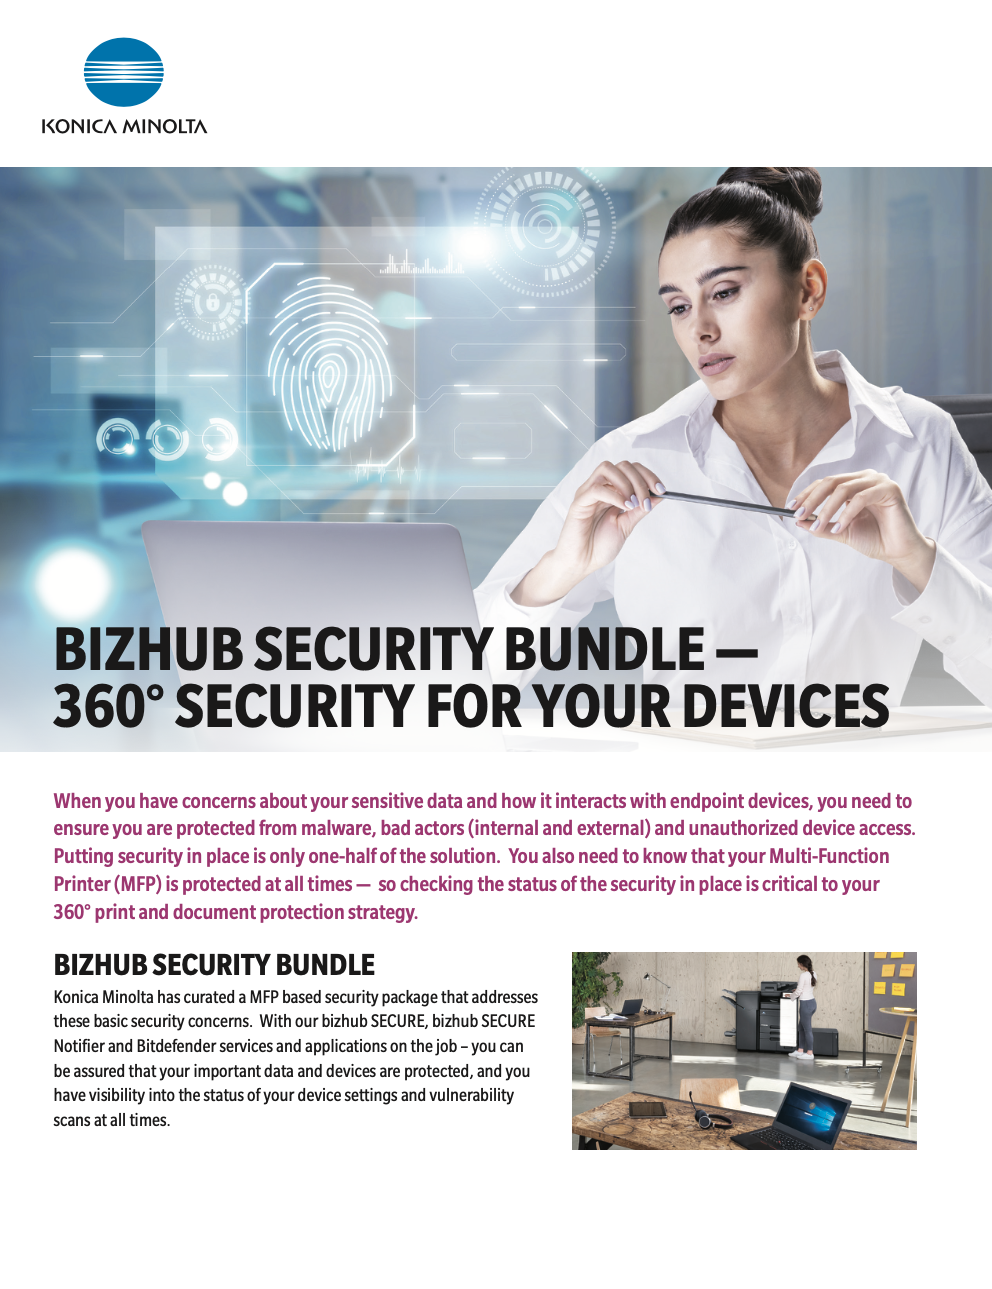 KONICA MINOLTA
BIZHUB SECURITY BUNDLE —
360° SECURITY FOR YOUR DEVICES
When you have concerns about your sensitive data and how it interacts with endpoint devices, you need to
ensure you are protected from malware, bad actors (internal and external) and unauthorized device access.
Putting security in place is only one-half of the solution.  You also need to know that your Multi-Function
Printer (MFP) is protected at all times —  so checking the status of the security in place is critical to your
360° print and document protection strategy.
BIZHUB SECURITY BUNDLE
Konica Minolta has curated a MFP based security package that addresses
these basic security concerns.  With our bizhub SECURE, bizhub SECURE
Notifier and Bitdefender services and applications on the job – you can
be assured that your important data and devices are protected, and you
have visibility into the status of your device settings and vulnerability
scans at all times.